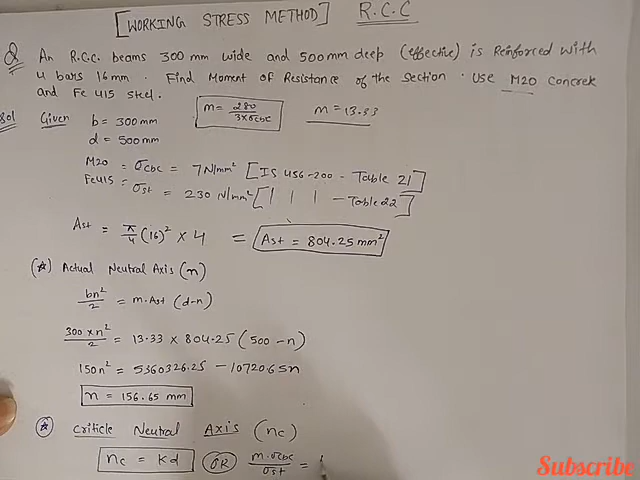 [WORKING STRESS METHOD] R.C.C
Q An R.C.C. beams 300 mm wide and 500 mm deep (effective) is Reinforced with
4 bars 16 mm. Find Moment of Resistance of the section. Use M20 concrek
and Fe 415 steel.
Sol Given b = 300 mm m = 280/3×σcbc m = 13.33
d = 500 mm
M20 = σcbc = 7 N/mm² [IS 456-200 - Table 21]
Fe415 = σst = 230 N/mm² [ | | | - Table 22]
Ast = π/4 (16)² × 4 = Ast = 804.25 mm²
(☆) Actual Neutral Axis (n)
bn²/2 = m.Ast (d-n)
300×n²/2 = 13.33 × 804.25 (500 - n)
150n² = 5360326.25 - 10720.65n
n = 156.65 mm
(☆) Criticle Neutral Axis (nc)
nc = Kd OR m.σcbc/σst =
Subscribe